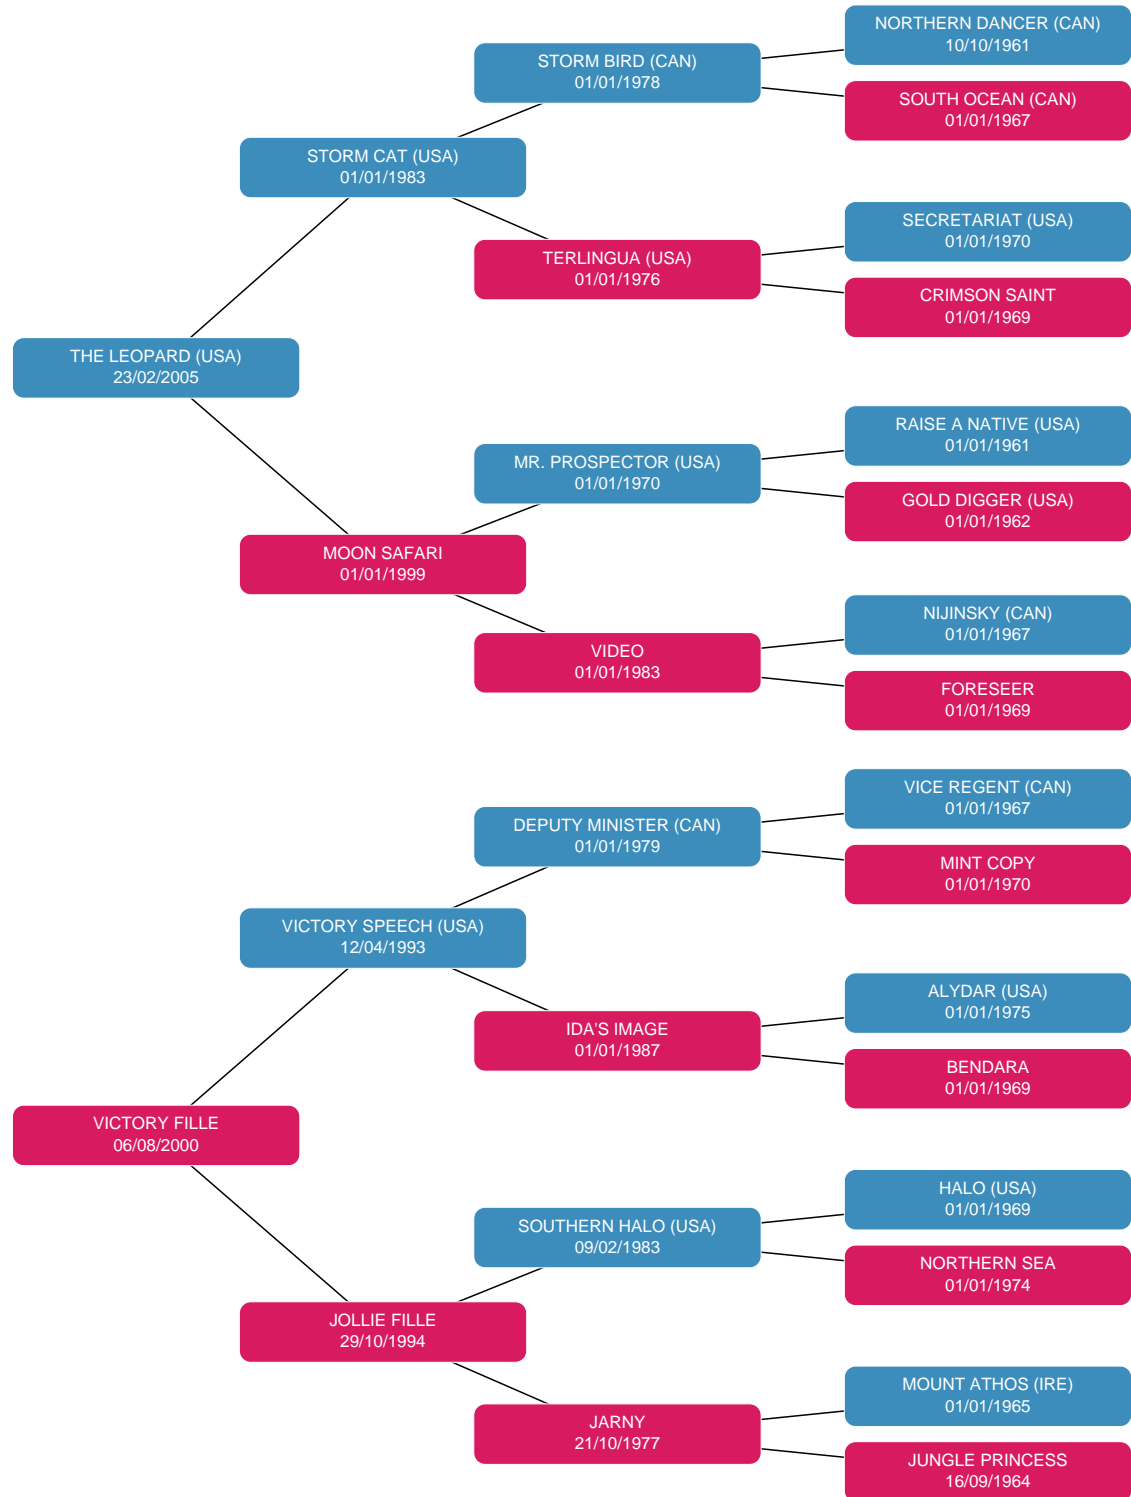 NORTHERN DANCER (CAN)
10/10/1961
STORM BIRD (CAN)
01/01/1978
SOUTH OCEAN (CAN)
01/01/1967
STORM CAT (USA)
01/01/1983
SECRETARIAT (USA)
01/01/1970
TERLINGUA (USA)
01/01/1976
CRIMSON SAINT
01/01/1969
THE LEOPARD (USA)
23/02/2005
RAISE A NATIVE (USA)
01/01/1961
MR. PROSPECTOR (USA)
01/01/1970
GOLD DIGGER (USA)
01/01/1962
MOON SAFARI
01/01/1999
NIJINSKY (CAN)
01/01/1967
VIDEO
01/01/1983
FORESEER
01/01/1969
VICE REGENT (CAN)
01/01/1967
DEPUTY MINISTER (CAN)
01/01/1979
MINT COPY
01/01/1970
VICTORY SPEECH (USA)
12/04/1993
ALYDAR (USA)
01/01/1975
IDA'S IMAGE
01/01/1987
BENDARA
01/01/1969
VICTORY FILLE
06/08/2000
HALO (USA)
01/01/1969
SOUTHERN HALO (USA)
09/02/1983
NORTHERN SEA
01/01/1974
JOLLIE FILLE
29/10/1994
MOUNT ATHOS (IRE)
01/01/1965
JARNY
21/10/1977
JUNGLE PRINCESS
16/09/1964